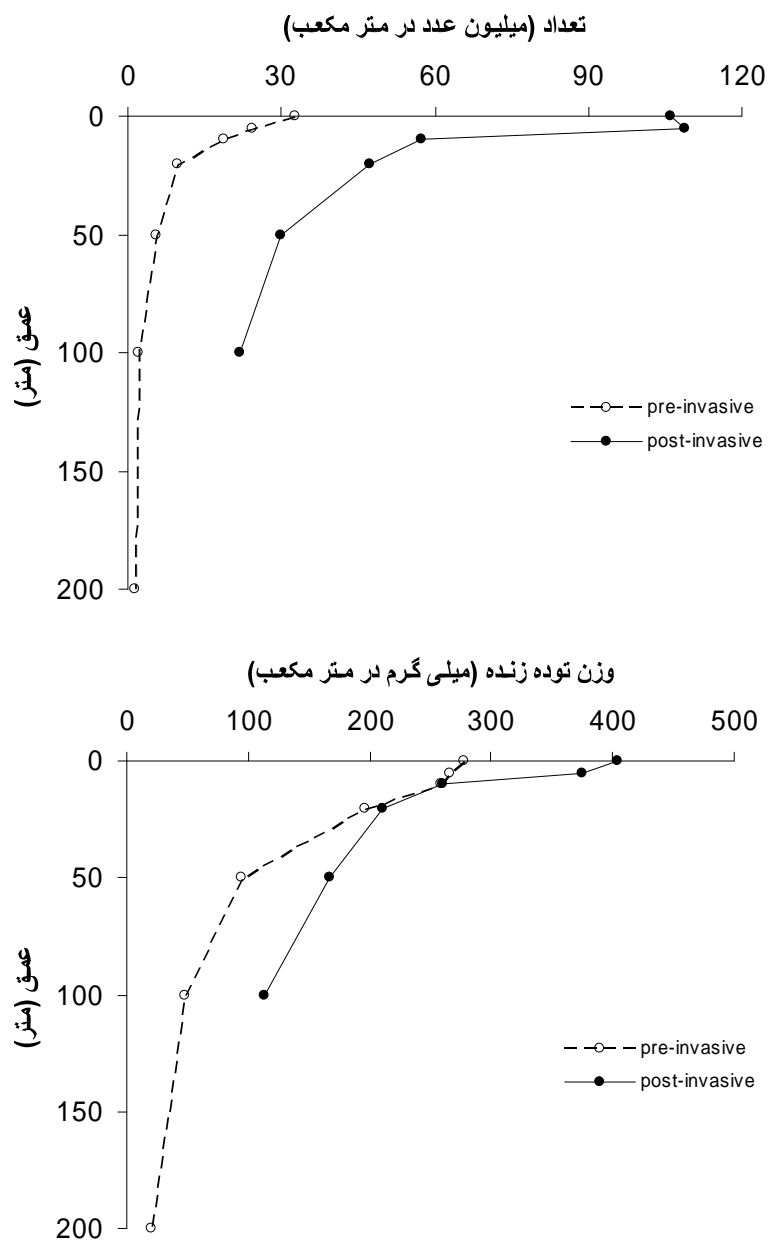 تعداد (میلیون عدد در متر مکعب)
0 30 60 90 120
0
50
100
150
200
عمق (متر)
pre-invasive
post-invasive
وزن توده زنده (میلی گرم در متر مکعب)
0 100 200 300 400 500
0
50
100
150
200
عمق (متر)
pre-invasive
post-invasive